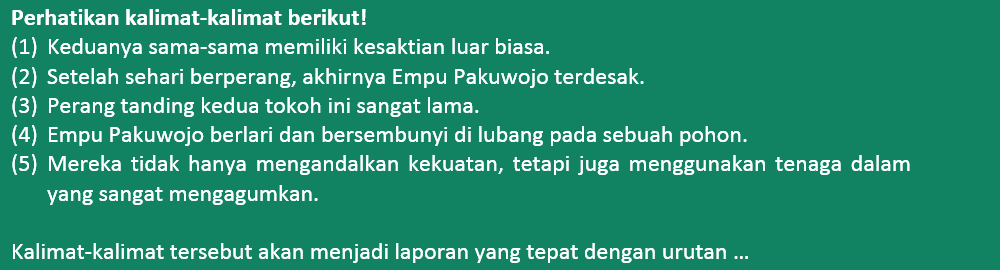 Perhatikan kalimat-kalimat berikut!
(1) Keduanya sama-sama memiliki kesaktian luar biasa.
(2) Setelah sehari berperang, akhirnya Empu Pakuwojo terdesak.
(3) Perang tanding kedua tokoh ini sangat lama.
(4) Empu Pakuwojo berlari dan bersembunyi di lubang pada sebuah pohon.
(5) Mereka tidak hanya mengandalkan kekuatan, tetapi juga menggunakan tenaga dalam
yang sangat mengagumkan.
Kalimat-kalimat tersebut akan menjadi laporan yang tepat dengan urutan ...